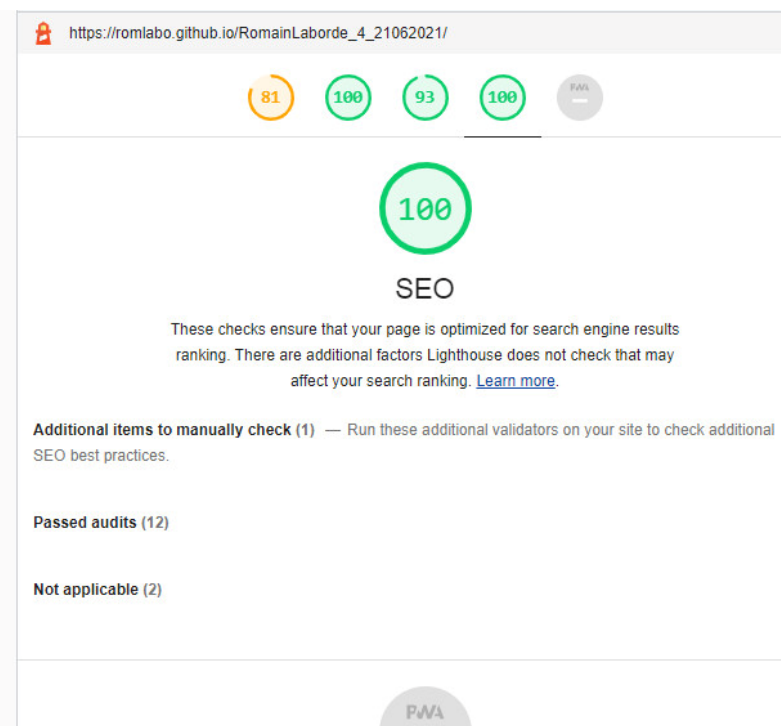 https://romlabo.github.io/RomainLaborde_4_21062021/
81 100 93 100 PWA
100
SEO
These checks ensure that your page is optimized for search engine results
ranking. There are additional factors Lighthouse does not check that may
affect your search ranking. Learn more.
Additional items to manually check (1) — Run these additional validators on your site to check additional
SEO best practices.
Passed audits (12)
Not applicable (2)
PWA